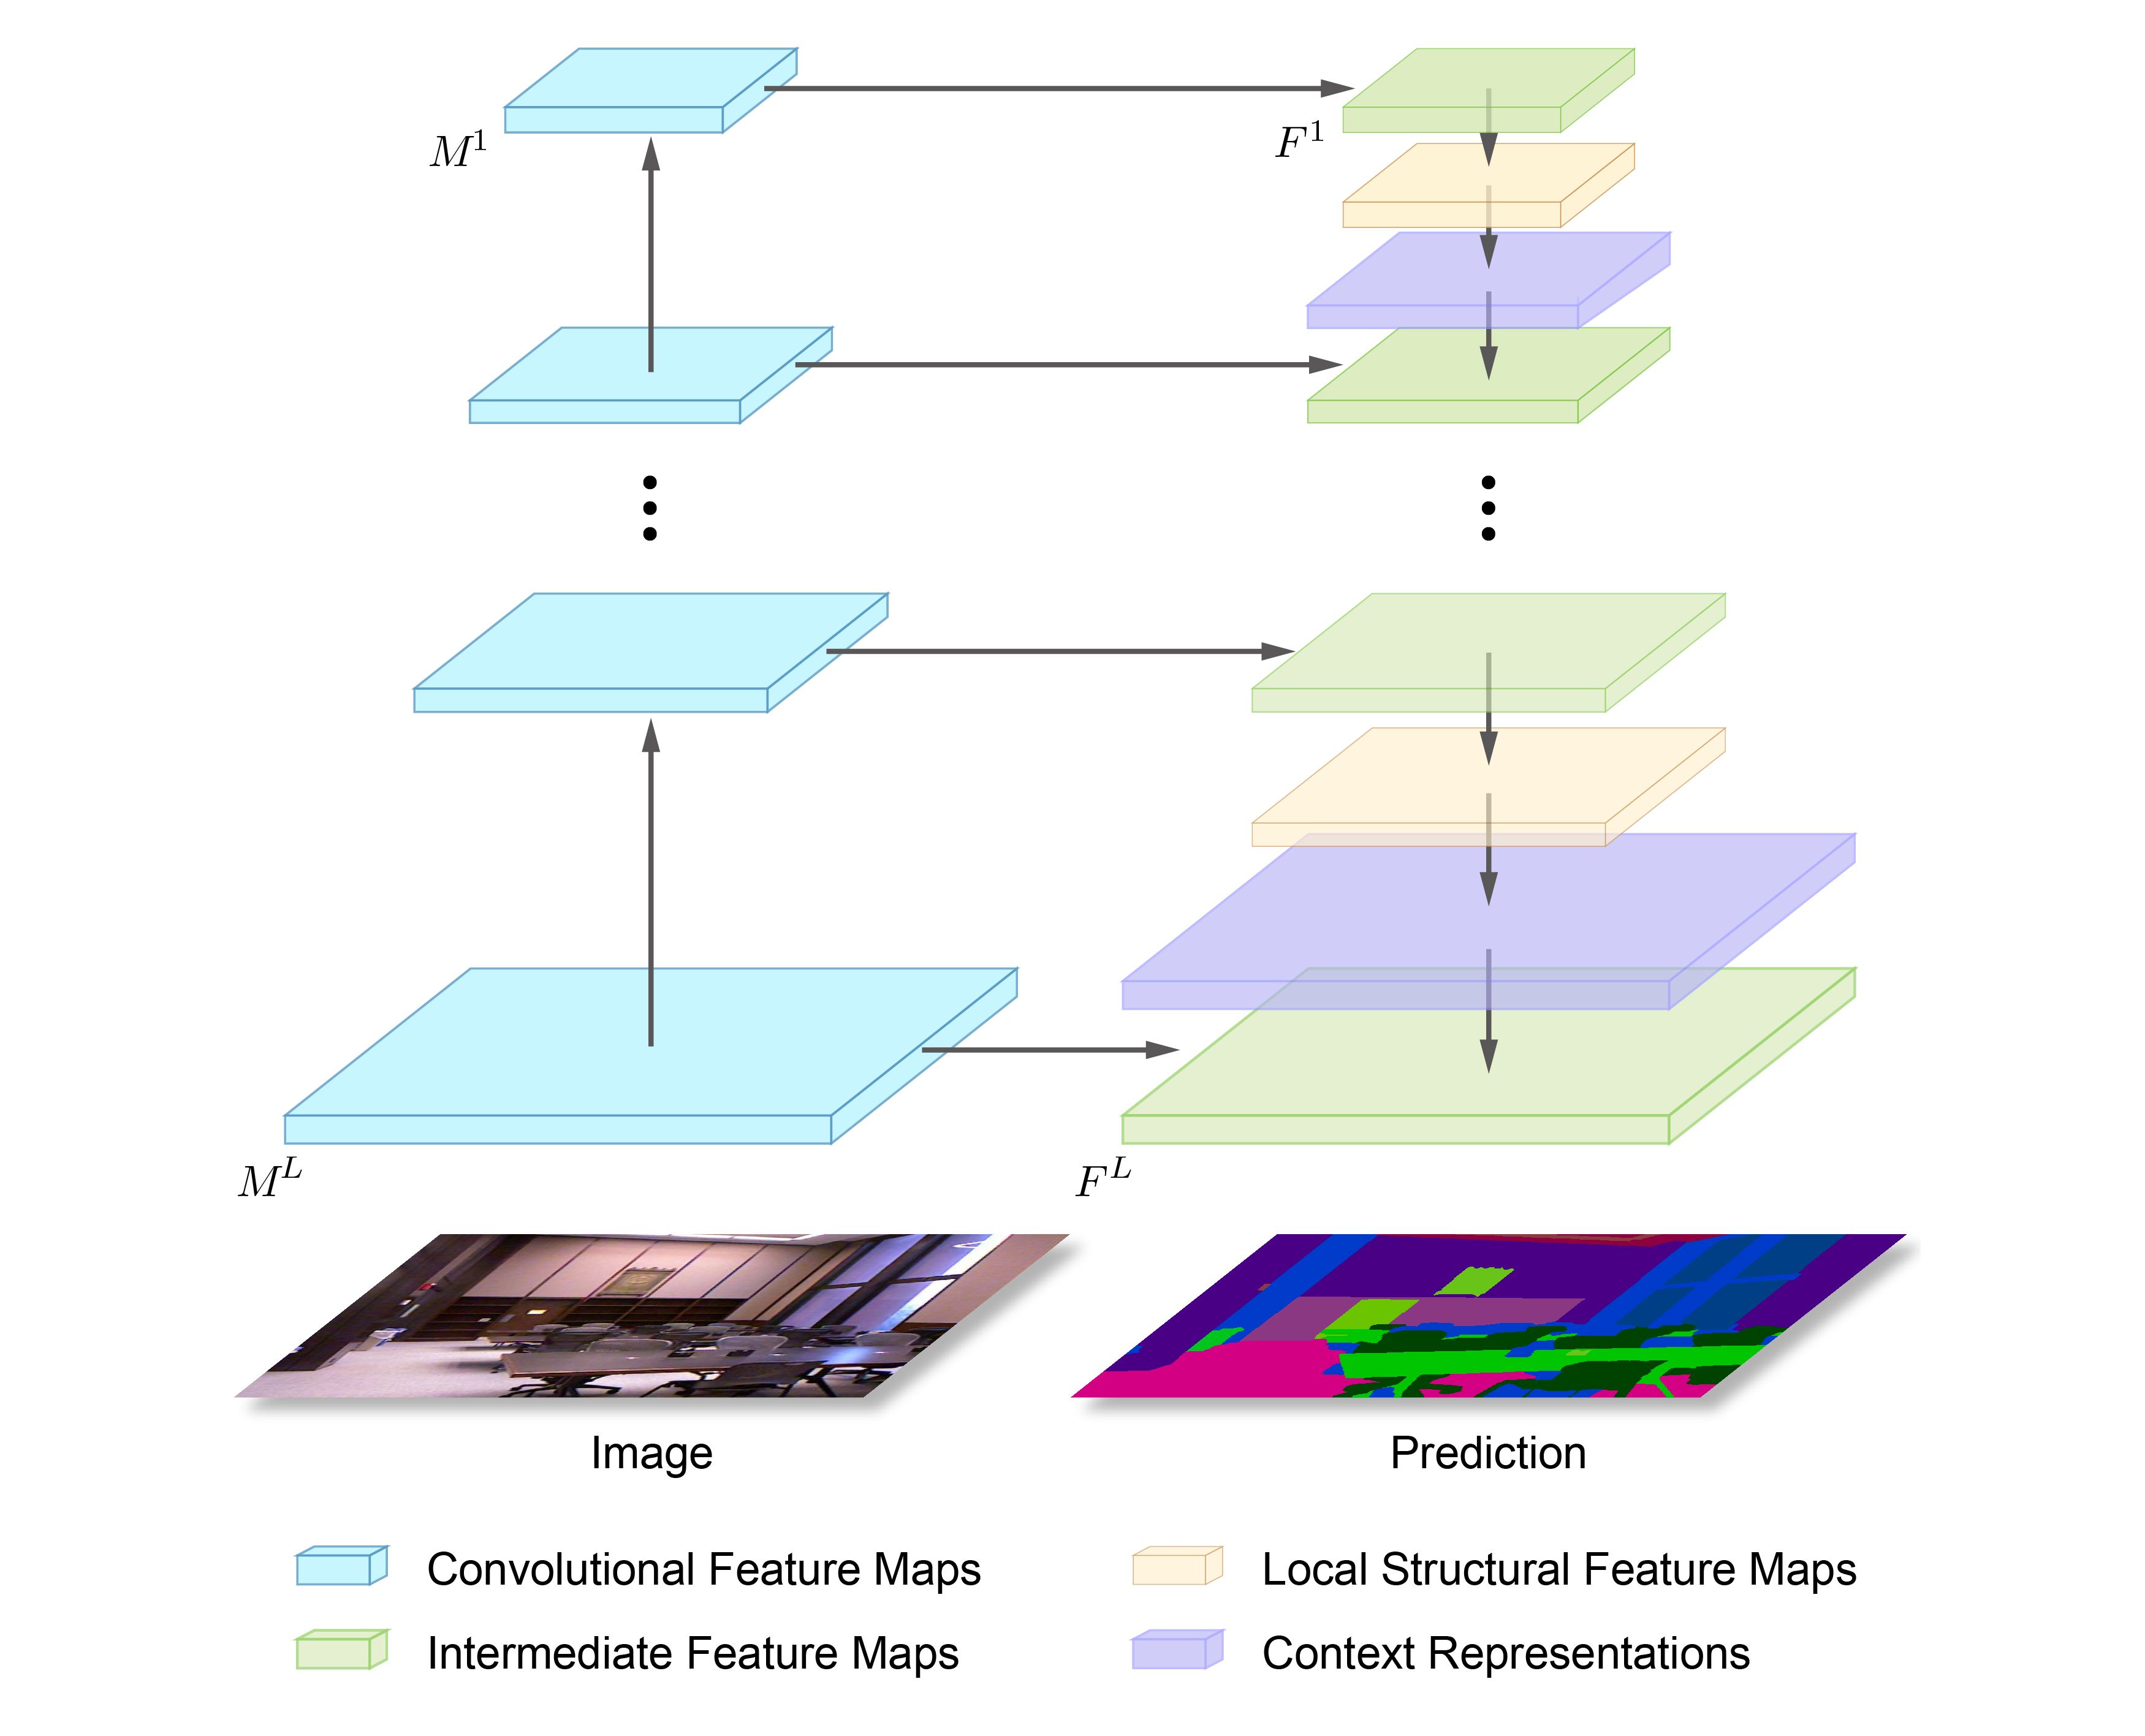 M^1
F^1
M^L
F^L
Image
Prediction
Convolutional Feature Maps
Local Structural Feature Maps
Intermediate Feature Maps
Context Representations